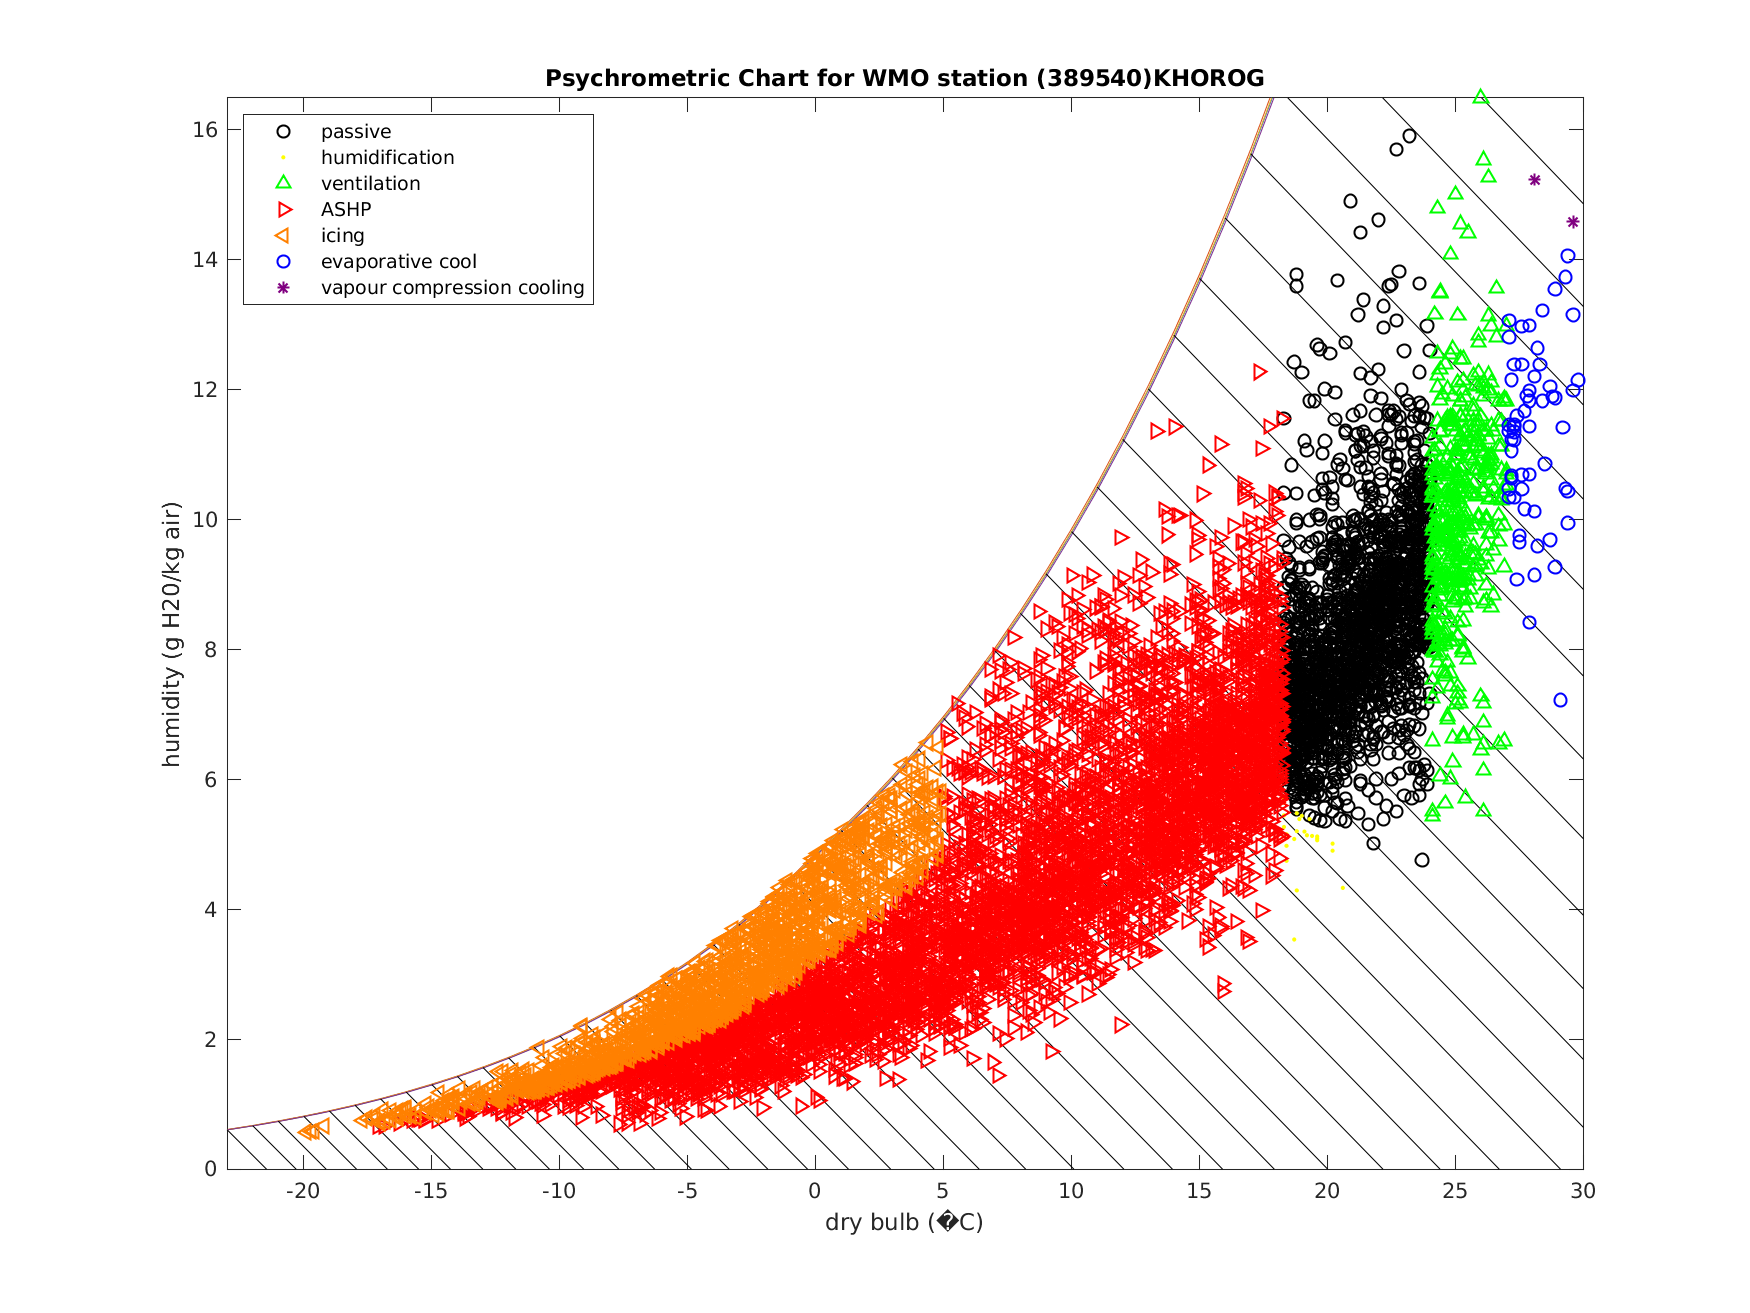 Psychrometric Chart for WMO station (389540)KHOROG
passive
humidification
ventilation
ASHP
icing
evaporative cool
vapour compression cooling
humidity (g H20/kg air)
16
14
12
10
8
6
4
2
0
-20 -15 -10 -5 0 5 10 15 20 25 30
dry bulb (�C)